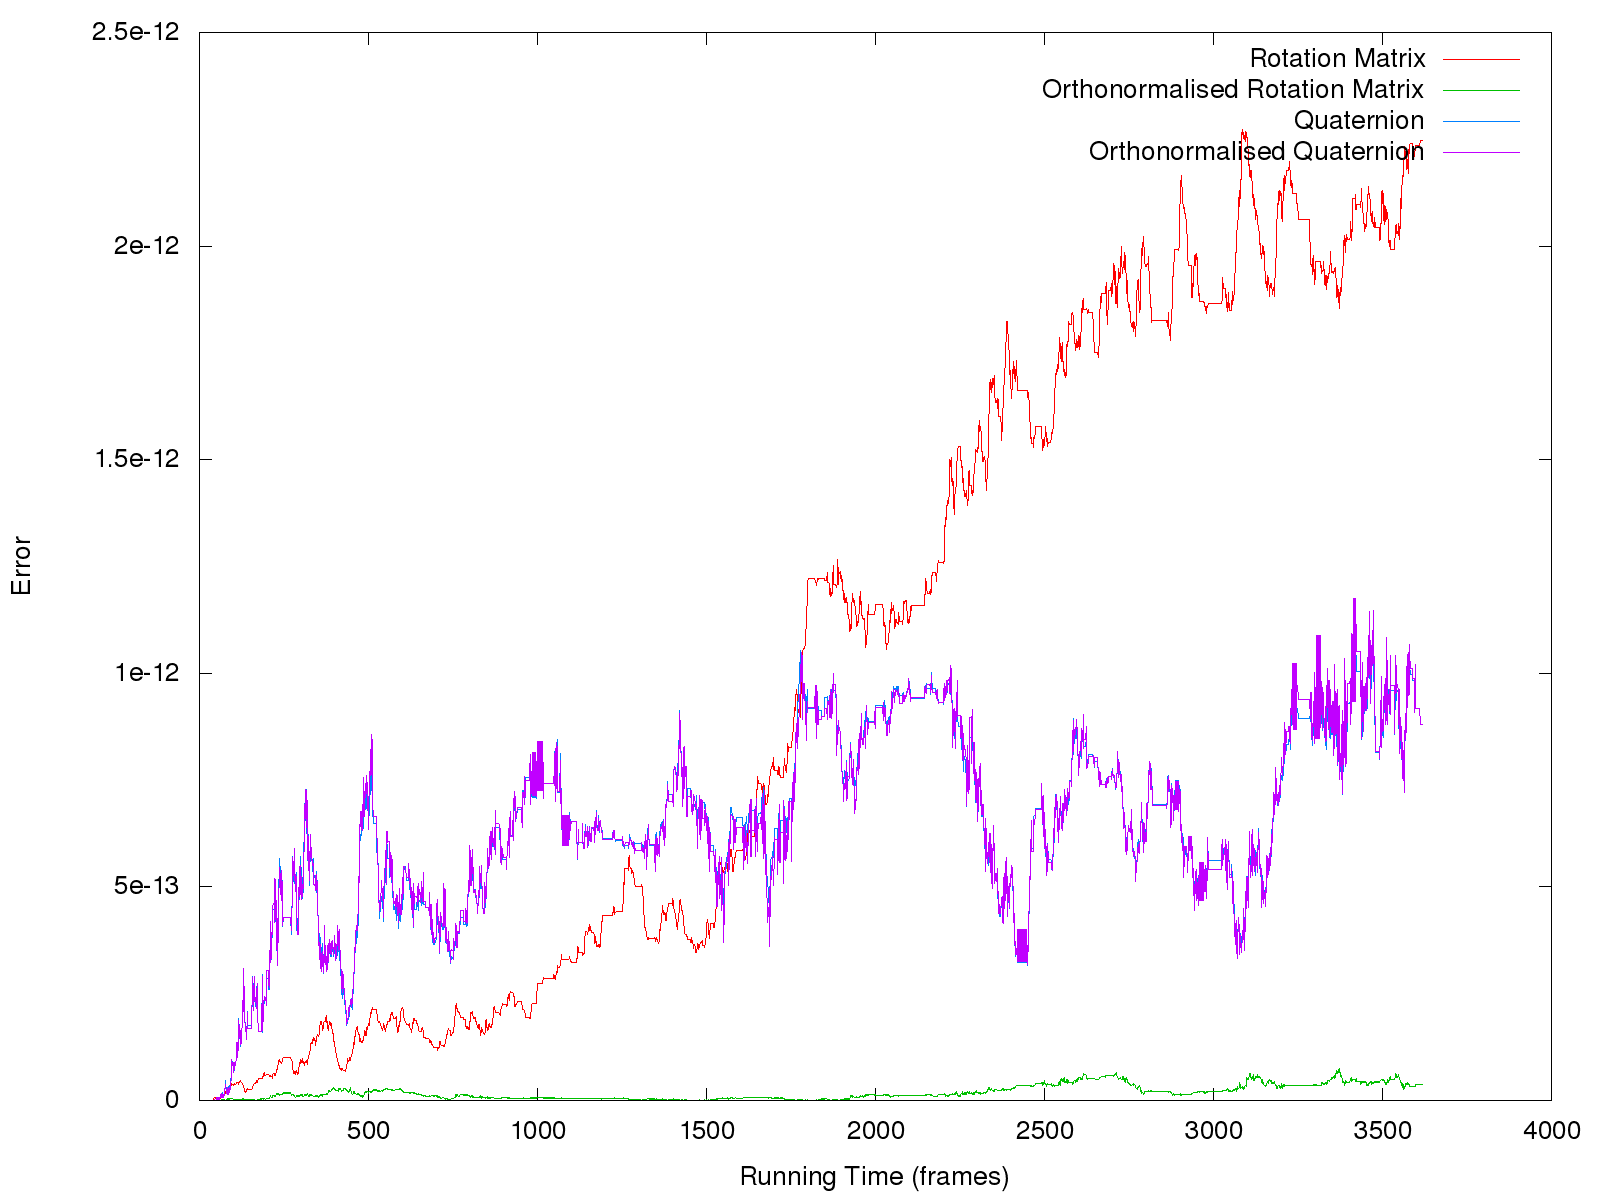 2.5e-12
2e-12
1.5e-12
1e-12
5e-13
0
Error
Rotation Matrix
Orthonormalised Rotation Matrix
Quaternion
Orthonormalised Quaternion
0 500 1000 1500 2000 2500 3000 3500 4000
Running Time (frames)